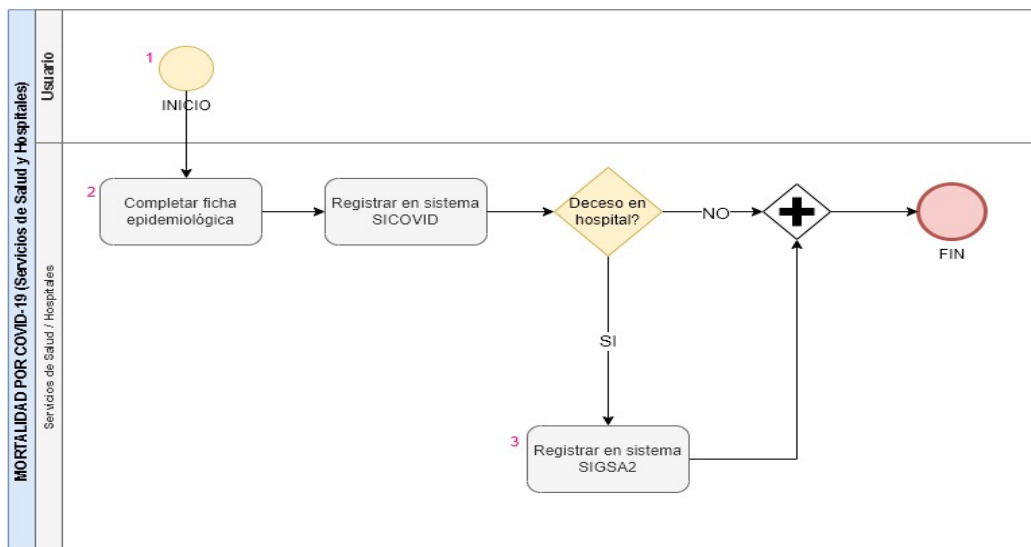 MORTALIDAD POR COVID-19 (Servicios de Salud y Hospitales)
Usuario
1
INICIO
Servicios de Salud / Hospitales
2
Completar ficha
epidemiológica
Registrar en sistema
SICOVID
Deceso en
hospital?
NO
FIN
SI
3
Registrar en sistema
SIGSA2